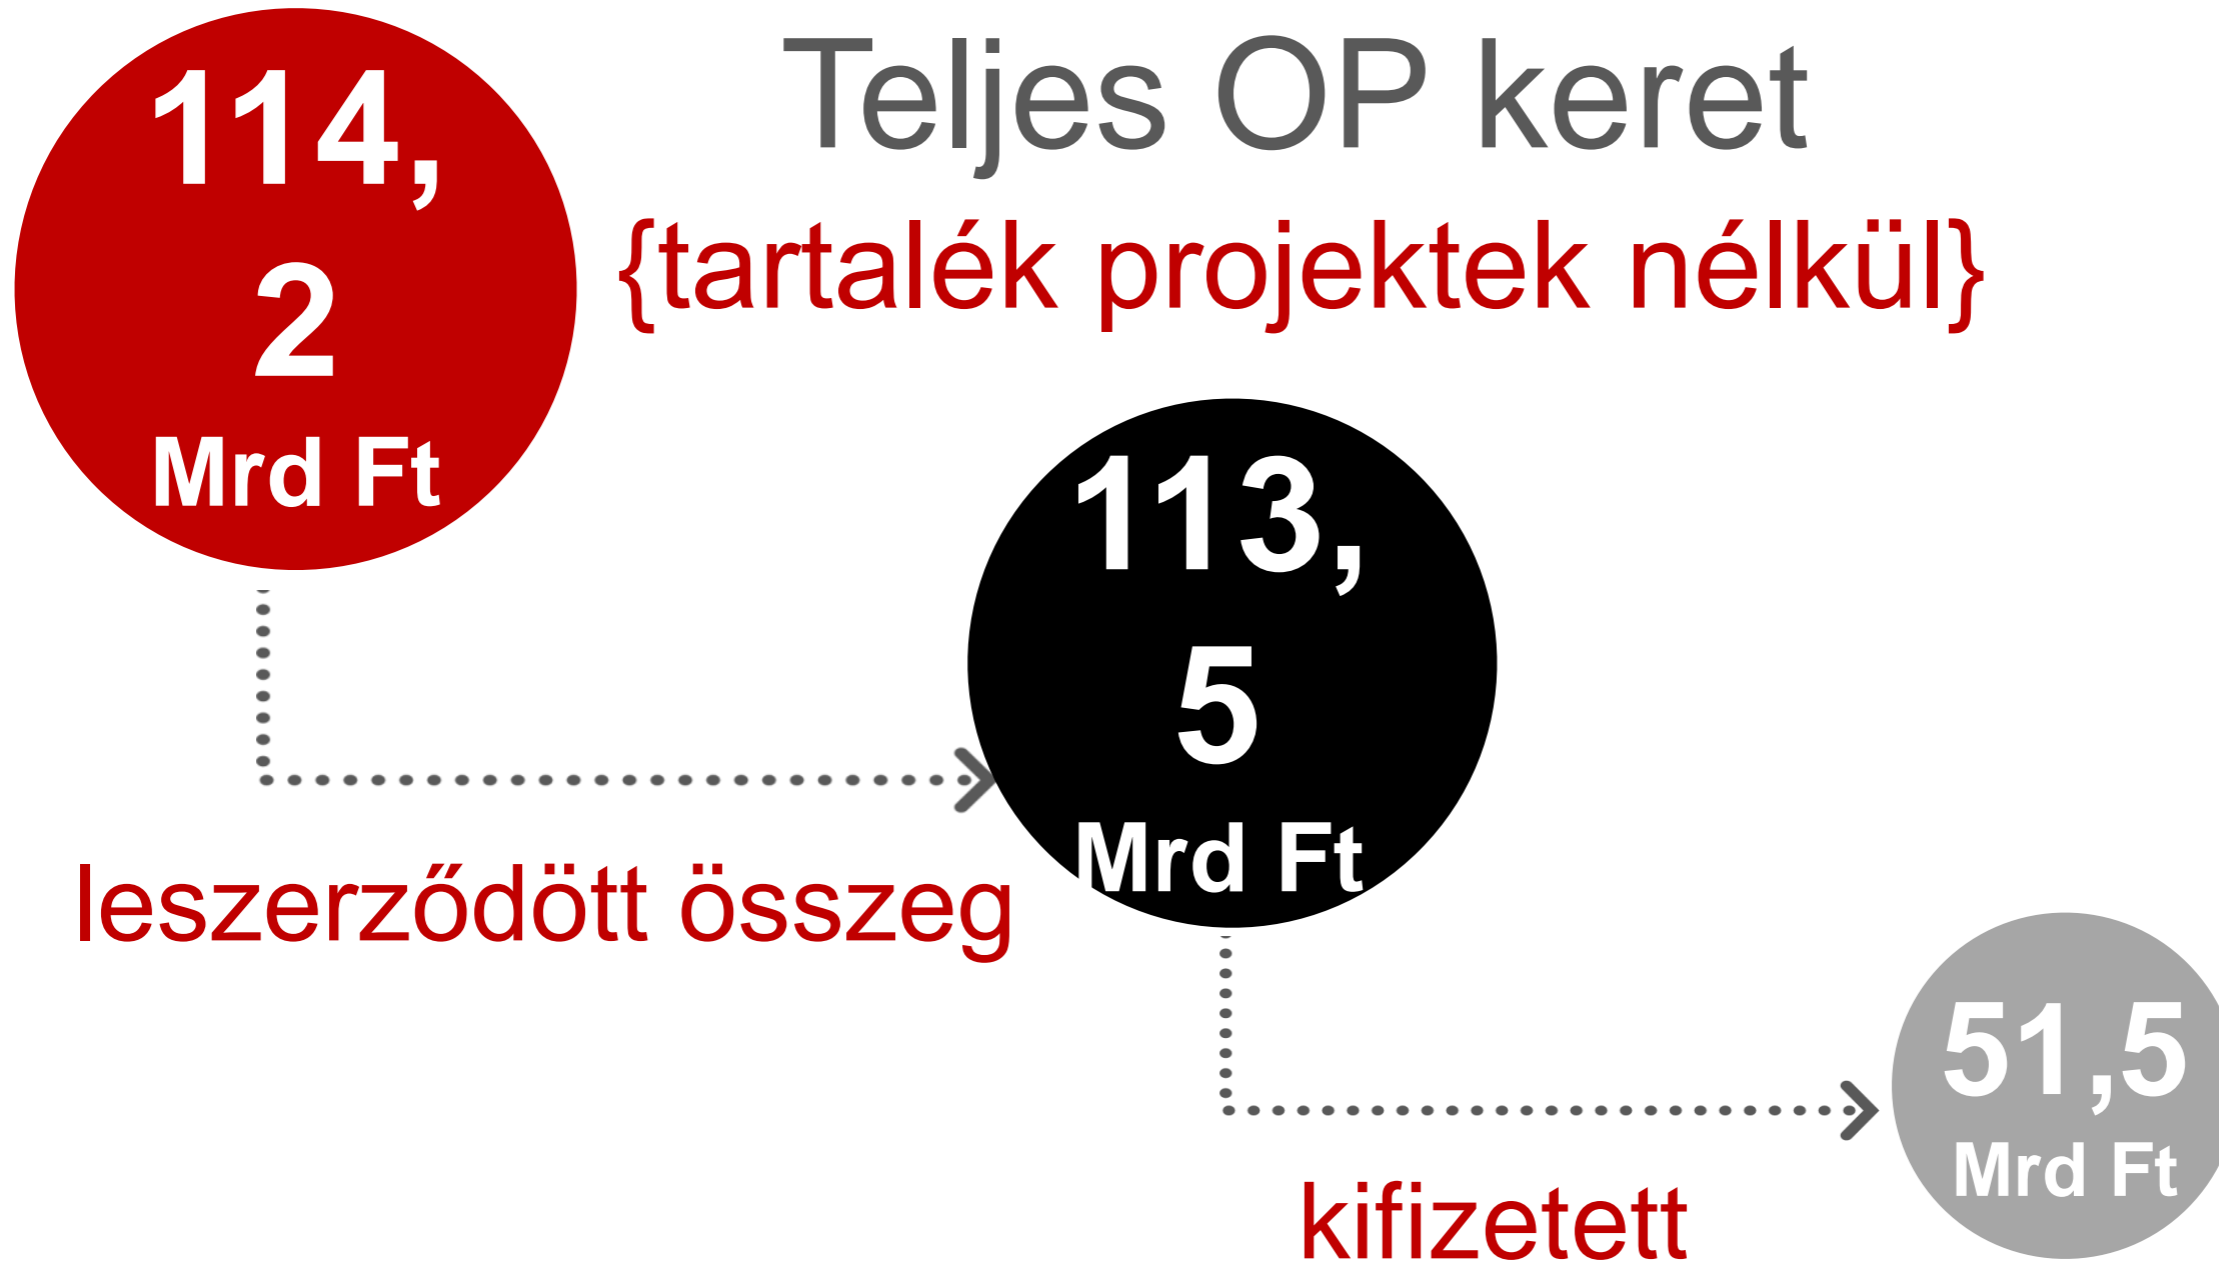 114,
2
Mrd Ft
Teljes OP keret
{tartalék projektek nélkül}
113,
5
Mrd Ft
leszerződött összeg
51,5
Mrd Ft
kifizetett